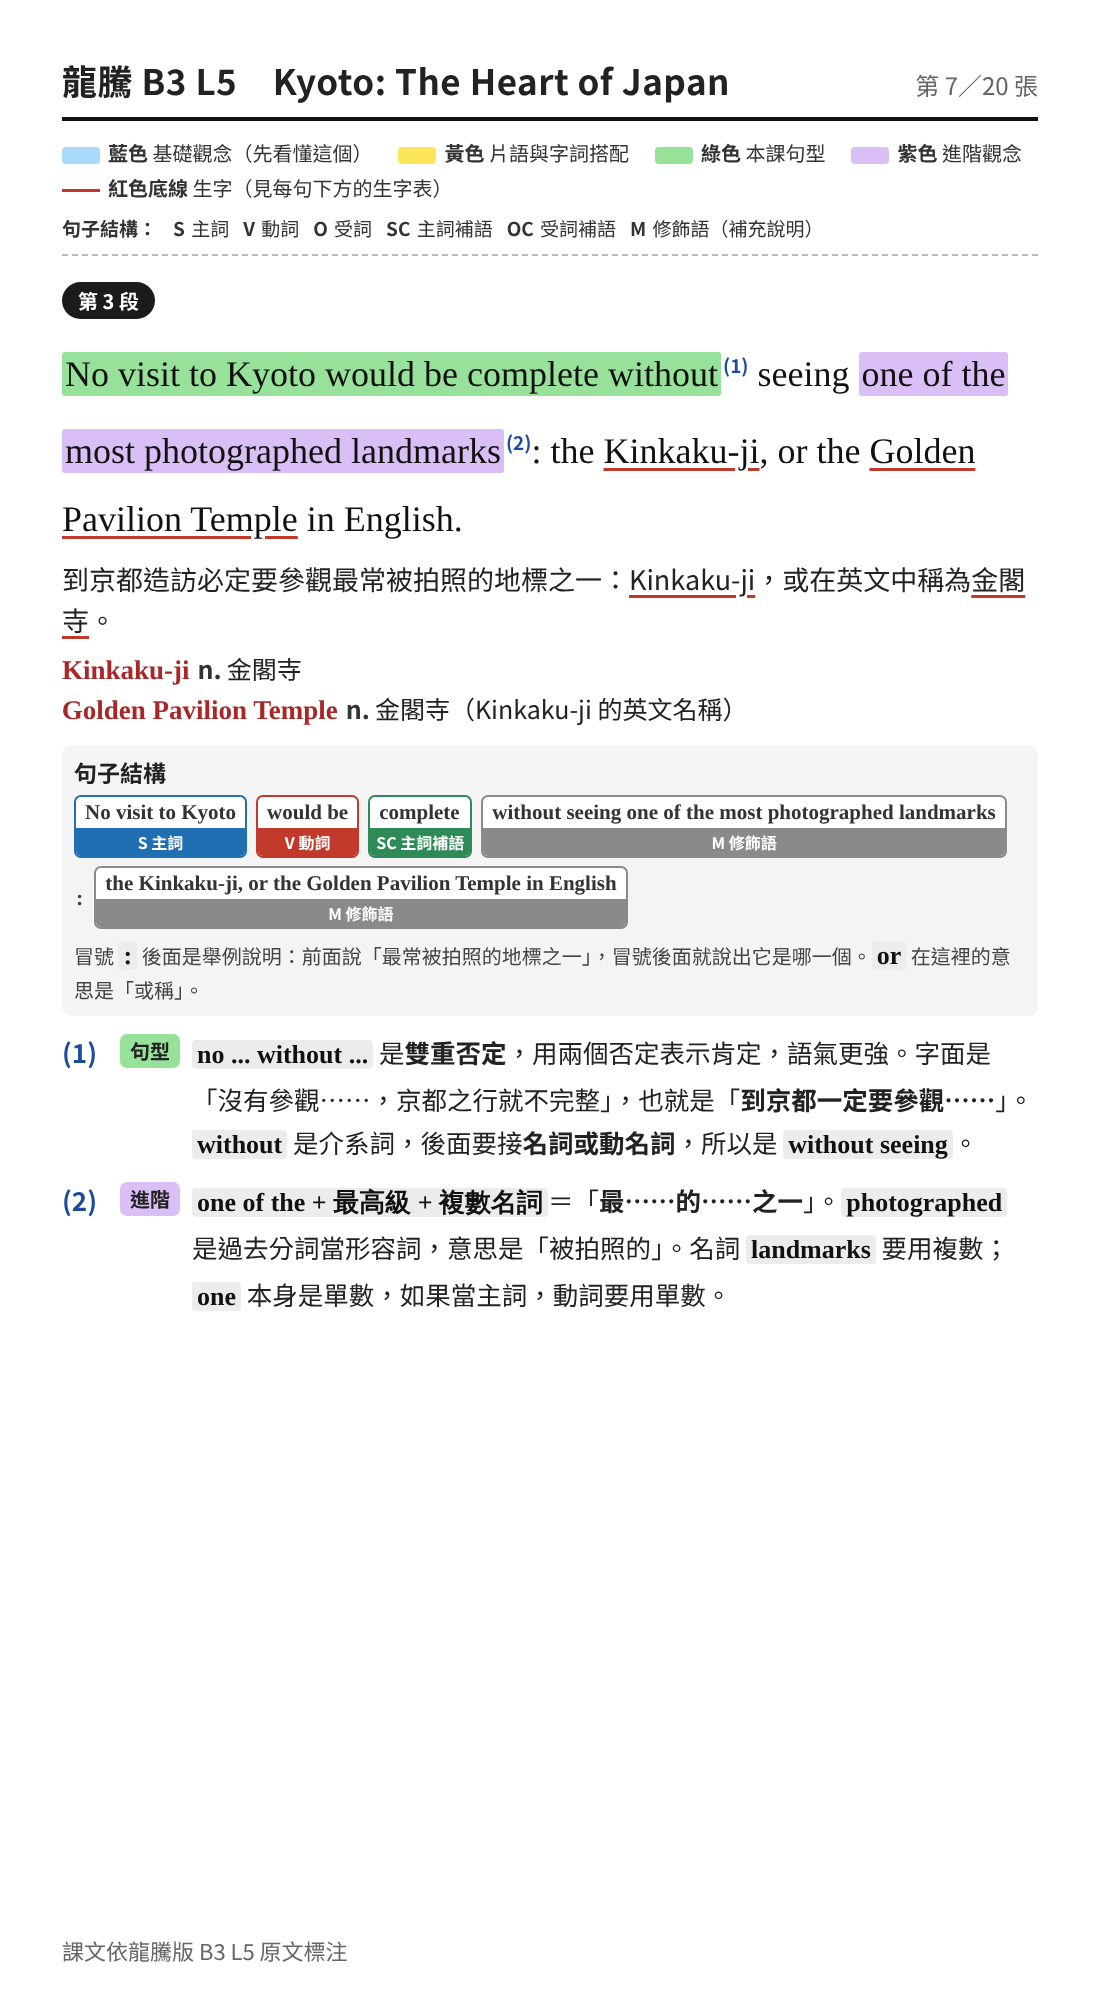 龍騰 B3 L5　Kyoto: The Heart of Japan　第 7／20 張
藍色 基礎觀念（先看懂這個）　黃色 片語與字詞搭配　綠色 本課句型　紫色 進階觀念
紅色底線 生字（見每句下方的生字表）
句子結構：　S 主詞　V 動詞　O 受詞　SC 主詞補語　OC 受詞補語　M 修飾語（補充說明）
第 3 段
No visit to Kyoto would be complete without(1) seeing one of the
most photographed landmarks(2): the Kinkaku-ji, or the Golden
Pavilion Temple in English.
到京都造訪必定要參觀最常被拍照的地標之一：Kinkaku-ji，或在英文中稱為金閣
寺。
Kinkaku-ji n. 金閣寺
Golden Pavilion Temple n. 金閣寺（Kinkaku-ji 的英文名稱）
句子結構
No visit to Kyoto　would be　complete　without seeing one of the most photographed landmarks
S 主詞　V 動詞　SC 主詞補語　M 修飾語
: the Kinkaku-ji, or the Golden Pavilion Temple in English
M 修飾語
冒號 : 後面是舉例說明：前面說「最常被拍照的地標之一」，冒號後面就說出它是哪一個。or 在這裡的意
思是「或稱」。
(1) 句型 no ... without ... 是雙重否定，用兩個否定表示肯定，語氣更強。字面是
「沒有參觀……，京都之行就不完整」，也就是「到京都一定要參觀……」。
without 是介系詞，後面要接名詞或動名詞，所以是 without seeing。
(2) 進階 one of the + 最高級 + 複數名詞＝「最……的……之一」。photographed
是過去分詞當形容詞，意思是「被拍照的」。名詞 landmarks 要用複數；
one 本身是單數，如果當主詞，動詞要用單數。
課文依龍騰版 B3 L5 原文標注